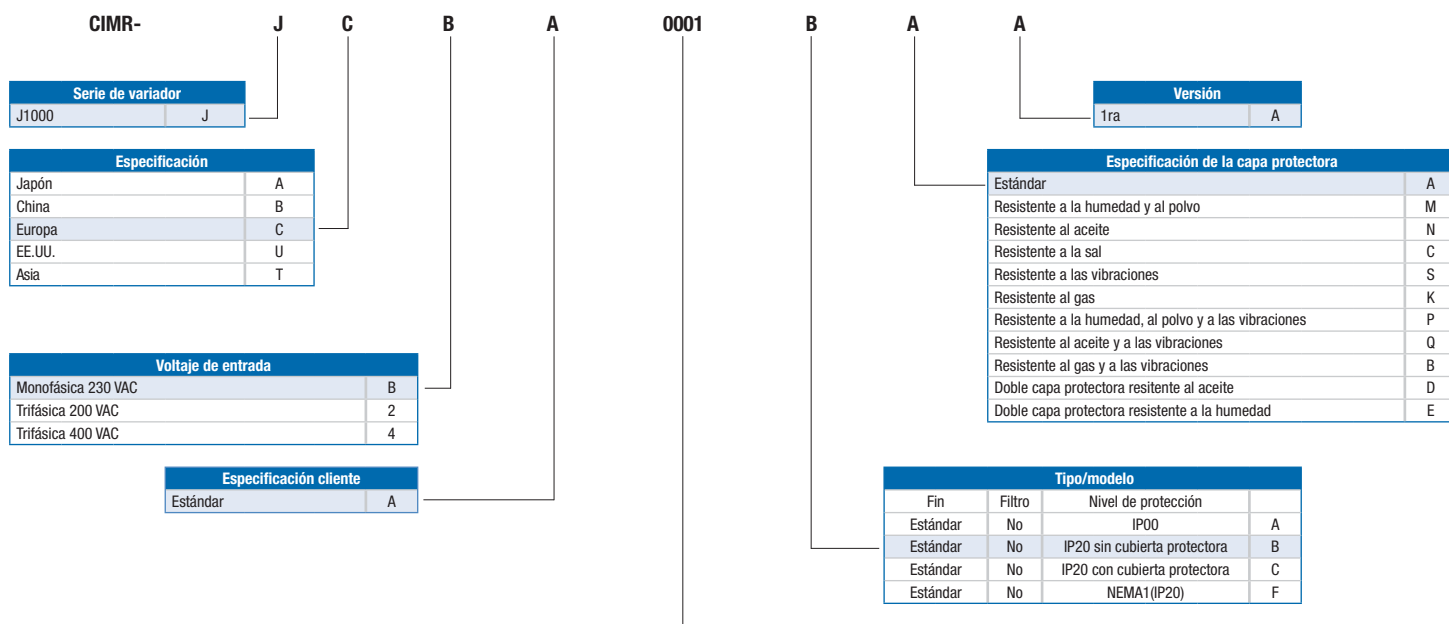 CIMR- J C B A 0001 B A A
Serie de variador
J1000 J
Especificación
Japón A
China B
Europa C
EE.UU. U
Asia T
Voltaje de entrada
Monofásica 230 VAC B
Trifásica 200 VAC 2
Trifásica 400 VAC 4
Especificación cliente
Estándar A
Versión
1ra A
Especificación de la capa protectora
Estándar A
Resistente a la humedad y al polvo M
Resistente al aceite N
Resistente a la sal C
Resistente a las vibraciones S
Resistente al gas K
Resistente a la humedad, al polvo y a las vibraciones P
Resistente al aceite y a las vibraciones Q
Resistente al gas y a las vibraciones B
Doble capa protectora resitente al aceite D
Doble capa protectora resistente a la humedad E
Tipo/modelo
Fin Filtro Nivel de protección
Estándar No IP00 A
Estándar No IP20 sin cubierta protectora B
Estándar No IP20 con cubierta protectora C
Estándar No NEMA1(IP20) F